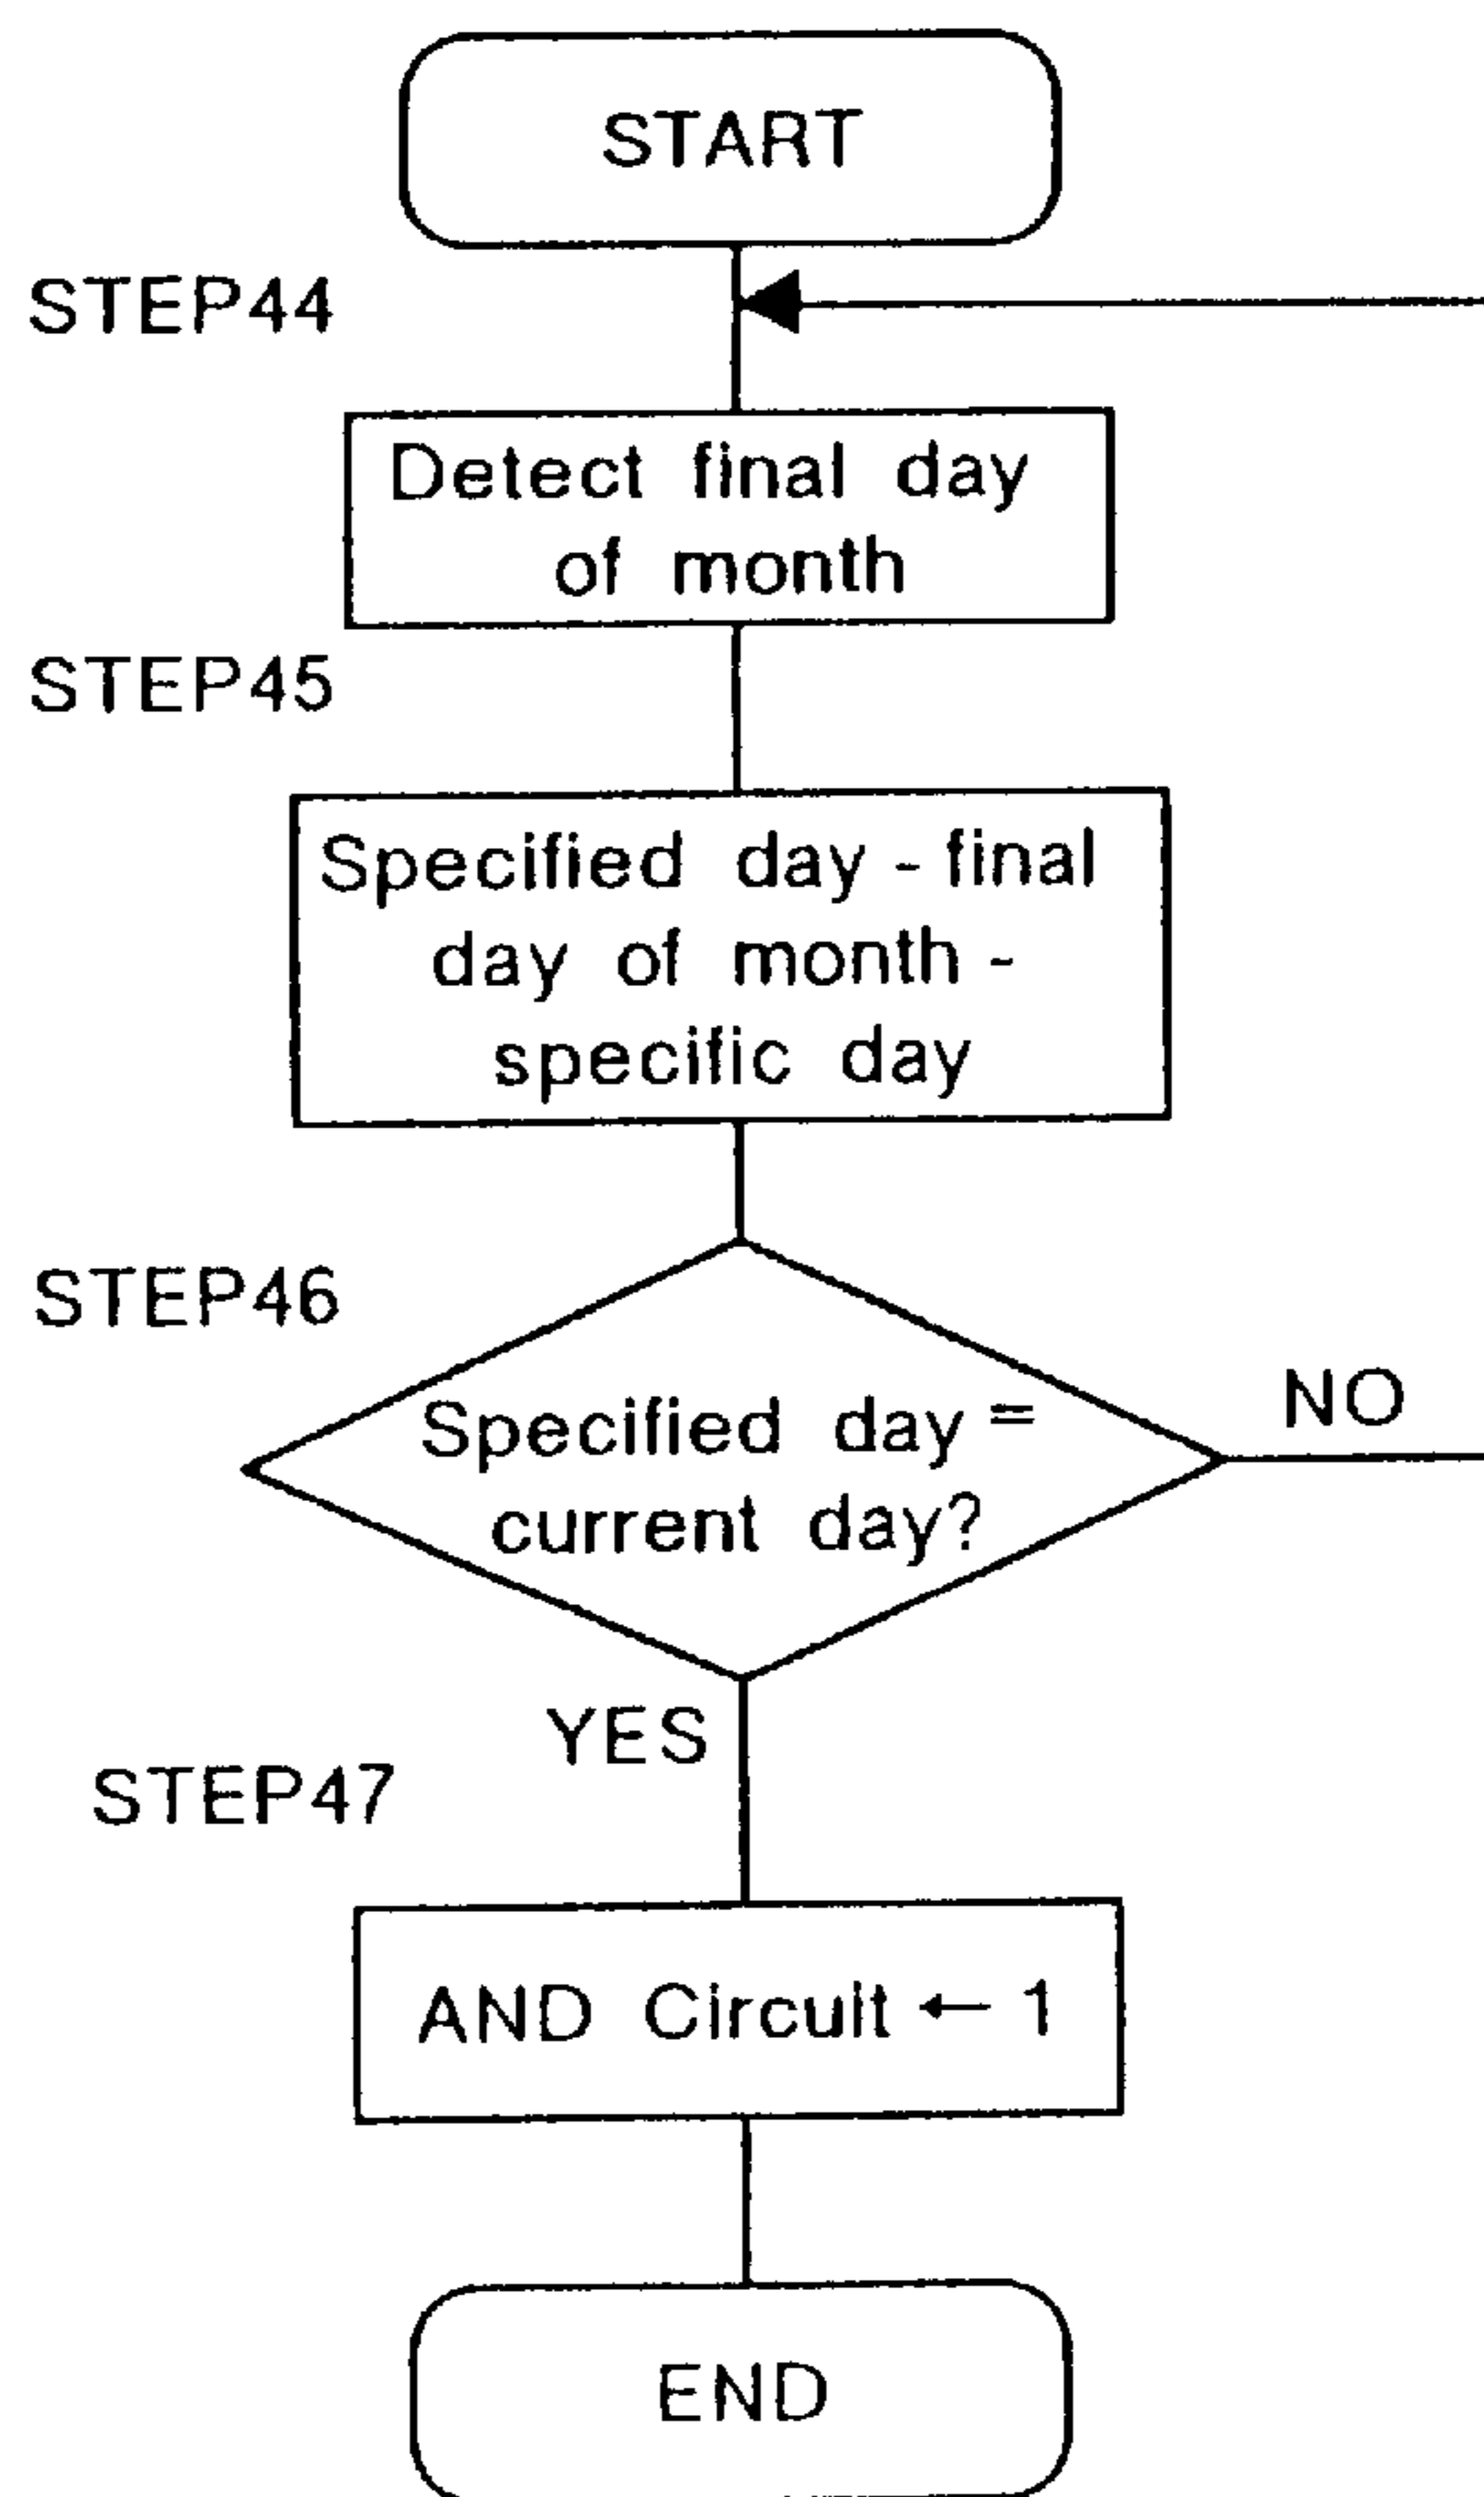 START
STEP44
Detect final day
of month
STEP45
Specified day - final
day of month -
specific day
STEP46
Specified day =
current day?
NO
YES
STEP47
AND Circuit ← 1
END